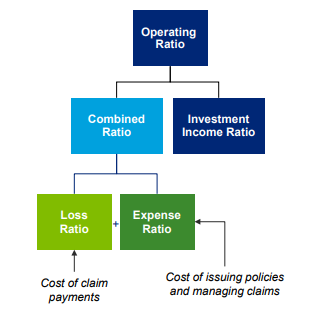 Operating
Ratio
Combined
Ratio
Investment
Income Ratio
Loss
Ratio
+
Expense
Ratio
Cost of claim
payments
Cost of issuing policies
and managing claims